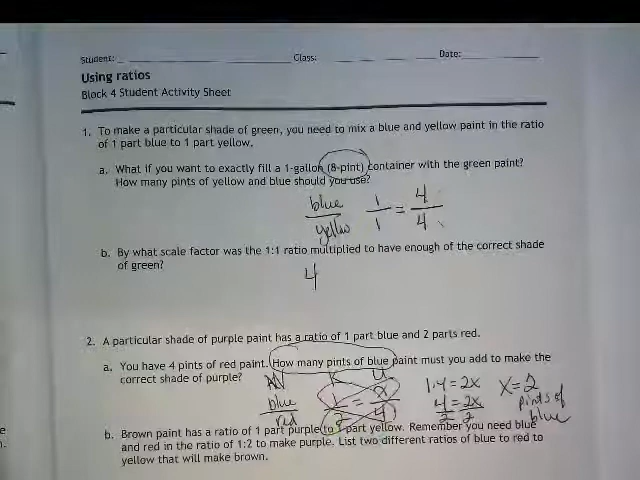 Student: Class: Date:
Using ratios
Block 4 Student Activity Sheet
1. To make a particular shade of green, you need to mix a blue and yellow paint in the ratio
of 1 part blue to 1 part yellow.
a. What if you want to exactly fill a 1-gallon (8-pint) container with the green paint?
How many pints of yellow and blue should you use?
blue 1 = 4
yellow 1 4
b. By what scale factor was the 1:1 ratio multiplied to have enough of the correct shade
of green?
4
2. A particular shade of purple paint has a ratio of 1 part blue and 2 parts red.
a. You have 4 pints of red paint. How many pints of blue paint must you add to make the
correct shade of purple?
blue 1 = x 1·4 = 2x x = 2
red 2 4 4 = 2x pints of
2 2 blue
b. Brown paint has a ratio of 1 part purple to part yellow. Remember you need blue
and red in the ratio of 1:2 to make purple. List two different ratios of blue to red to
yellow that will make brown.